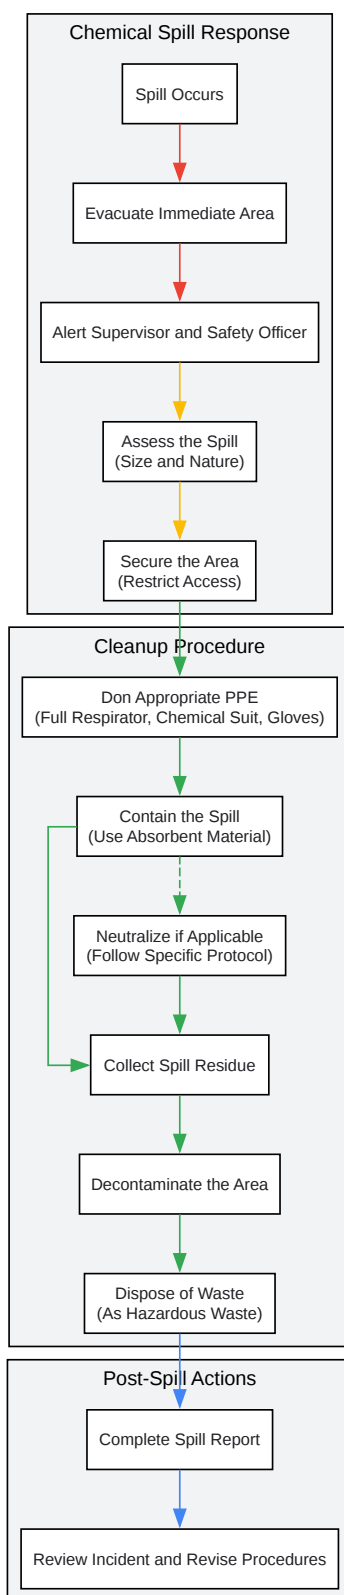 Chemical Spill Response
Spill Occurs
Evacuate Immediate Area
Alert Supervisor and Safety Officer
Assess the Spill
(Size and Nature)
Secure the Area
(Restrict Access)
Cleanup Procedure
Don Appropriate PPE
(Full Respirator, Chemical Suit, Gloves)
Contain the Spill
(Use Absorbent Material)
Neutralize if Applicable
(Follow Specific Protocol)
Collect Spill Residue
Decontaminate the Area
Dispose of Waste
(As Hazardous Waste)
Post-Spill Actions
Complete Spill Report
Review Incident and Revise Procedures